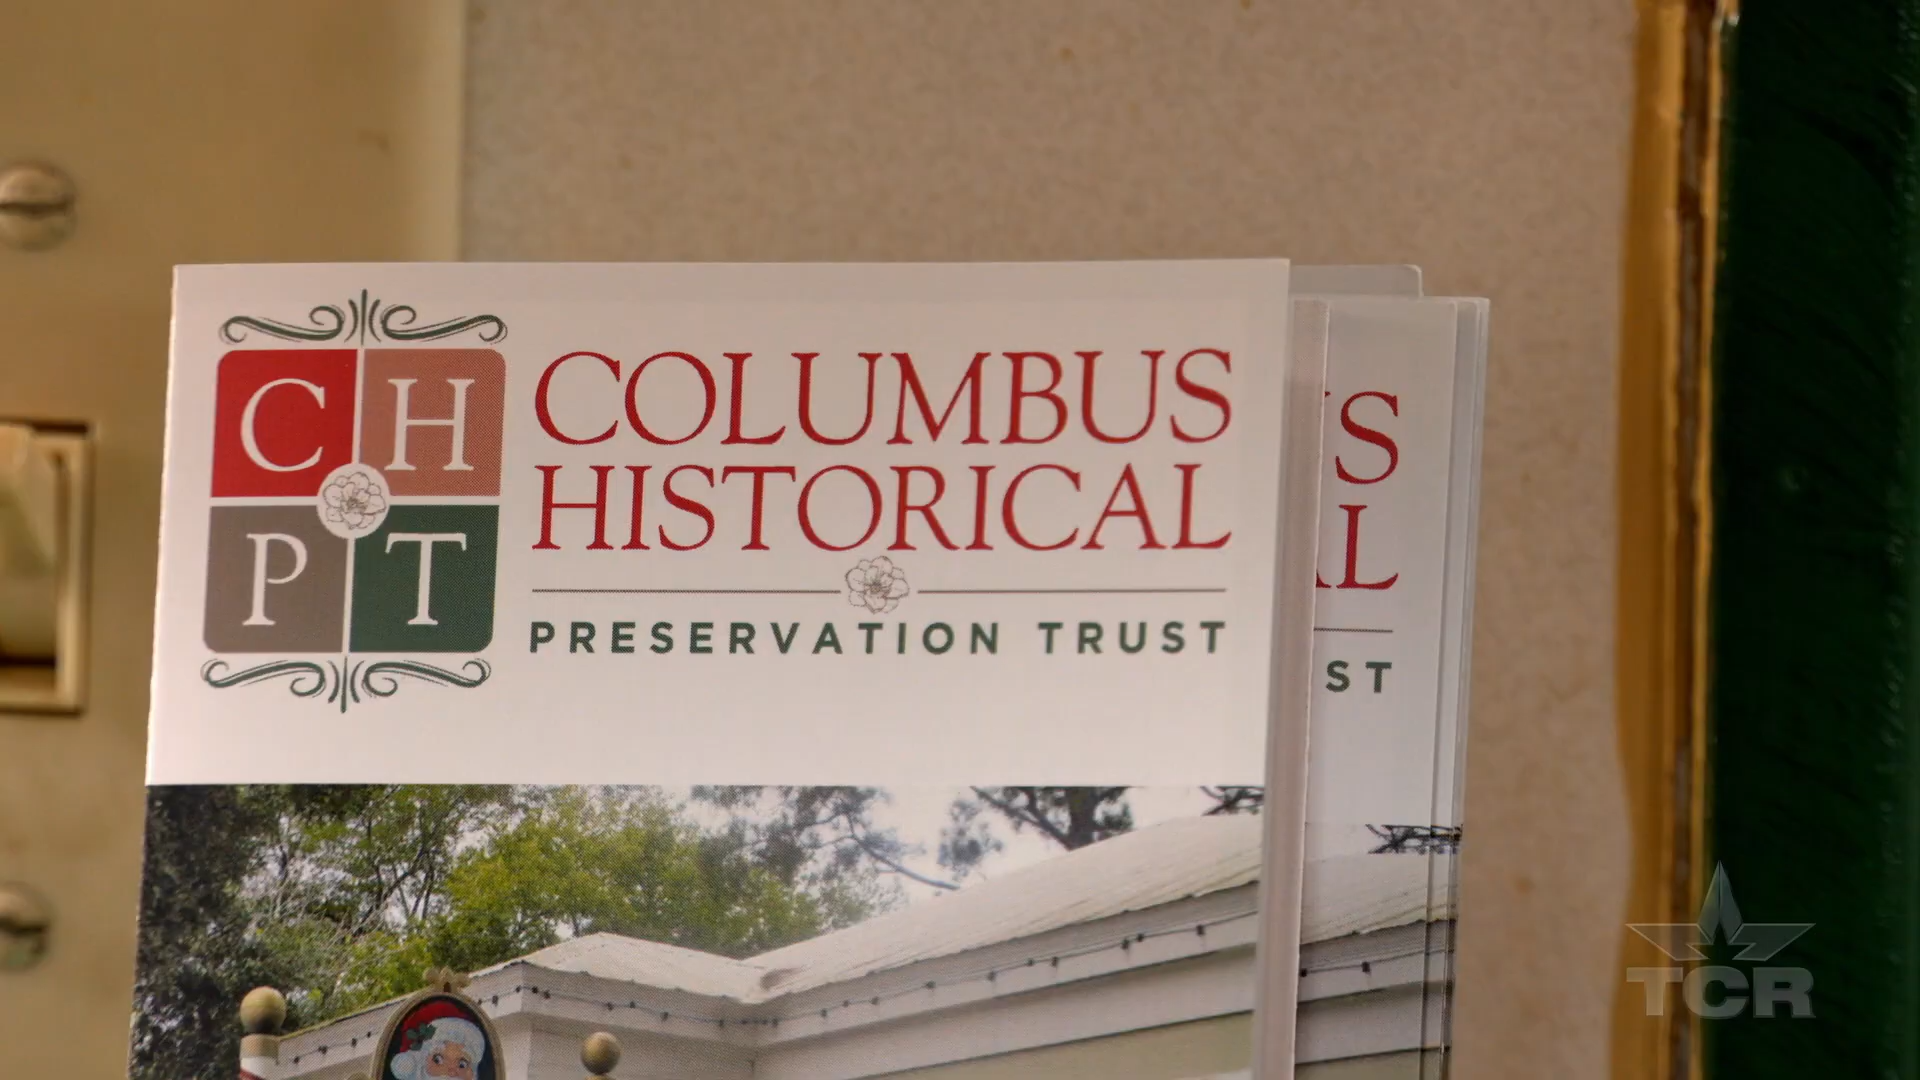 C H
P T
COLUMBUS
HISTORICAL
PRESERVATION TRUST
S
AL
ST
TCR